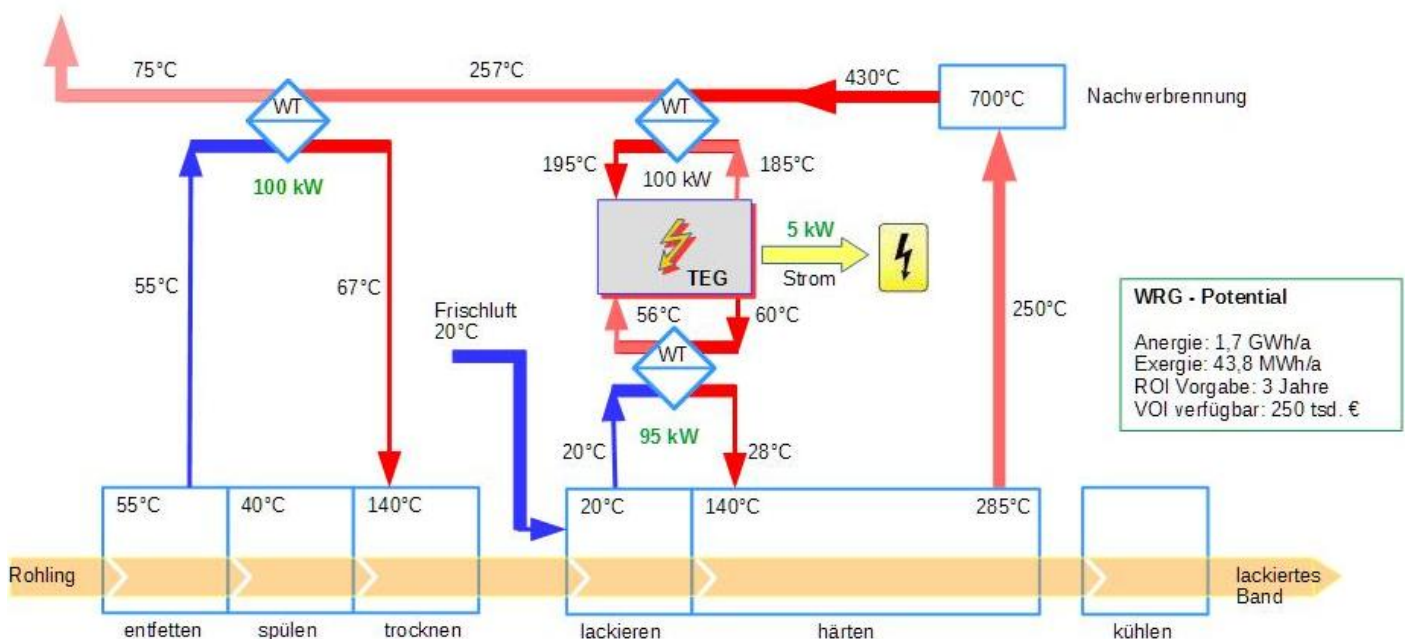 75°C
257°C
430°C
WT
WT
700°C
Nachverbrennung
195°C
185°C
100 kW
100 kW
5 kW
Strom
TEG
55°C
67°C
Frischluft
20°C
56°C
60°C
250°C
WT
WRG - Potential
Anergie: 1,7 GWh/a
Exergie: 43,8 MWh/a
ROI Vorgabe: 3 Jahre
VOI verfügbar: 250 tsd. €
95 kW
20°C
28°C
55°C
40°C
140°C
20°C
140°C
285°C
Rohling
lackiertes
Band
entfetten
spülen
trocknen
lackieren
härten
kühlen